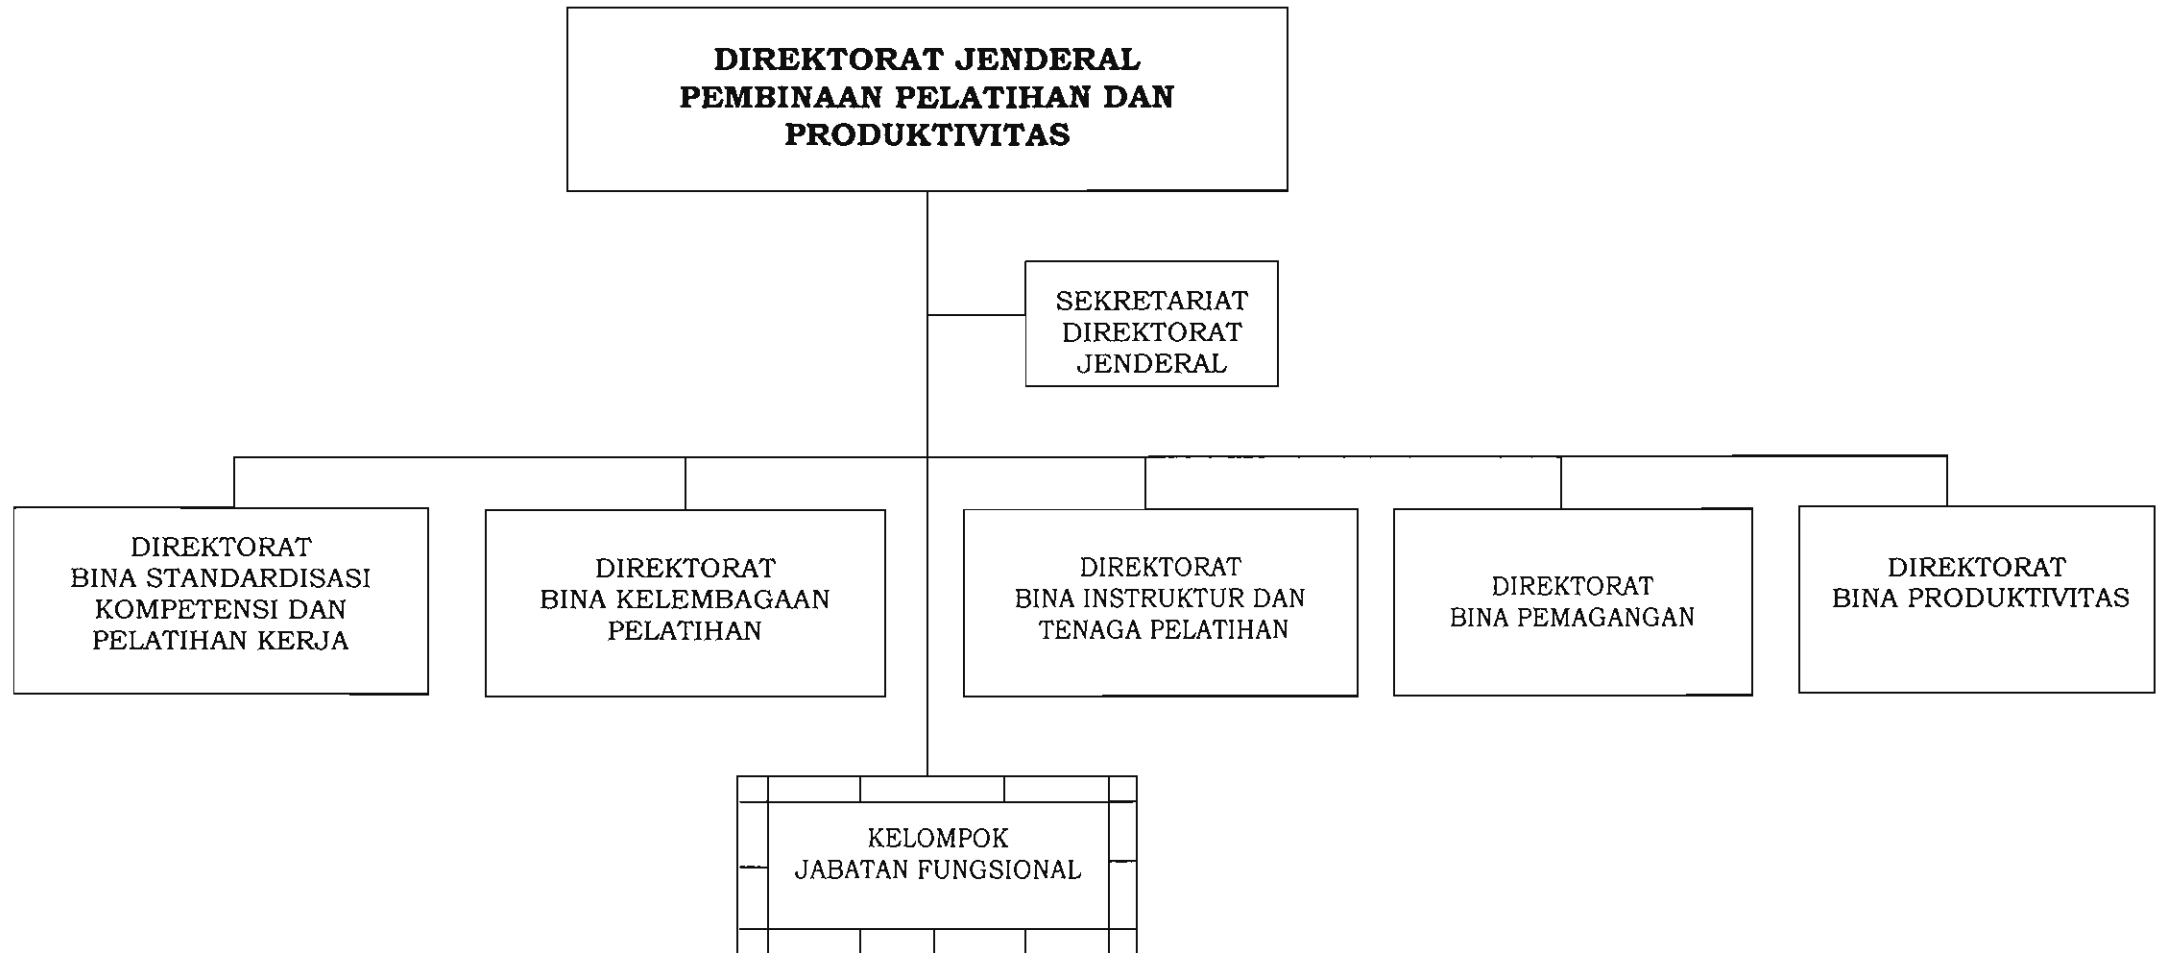 DIREKTORAT JENDERAL
PEMBINAAN PELATIHAN DAN
PRODUKTIVITAS
SEKRETARIAT
DIREKTORAT
JENDERAL
DIREKTORAT
BINA STANDARDISASI
KOMPETENSI DAN
PELATIHAN KERJA
DIREKTORAT
BINA KELEMBAGAAN
PELATIHAN
DIREKTORAT
BINA INSTRUKTUR DAN
TENAGA PELATIHAN
DIREKTORAT
BINA PEMAGANGAN
DIREKTORAT
BINA PRODUKTIVITAS
KELOMPOK
JABATAN FUNGSIONAL